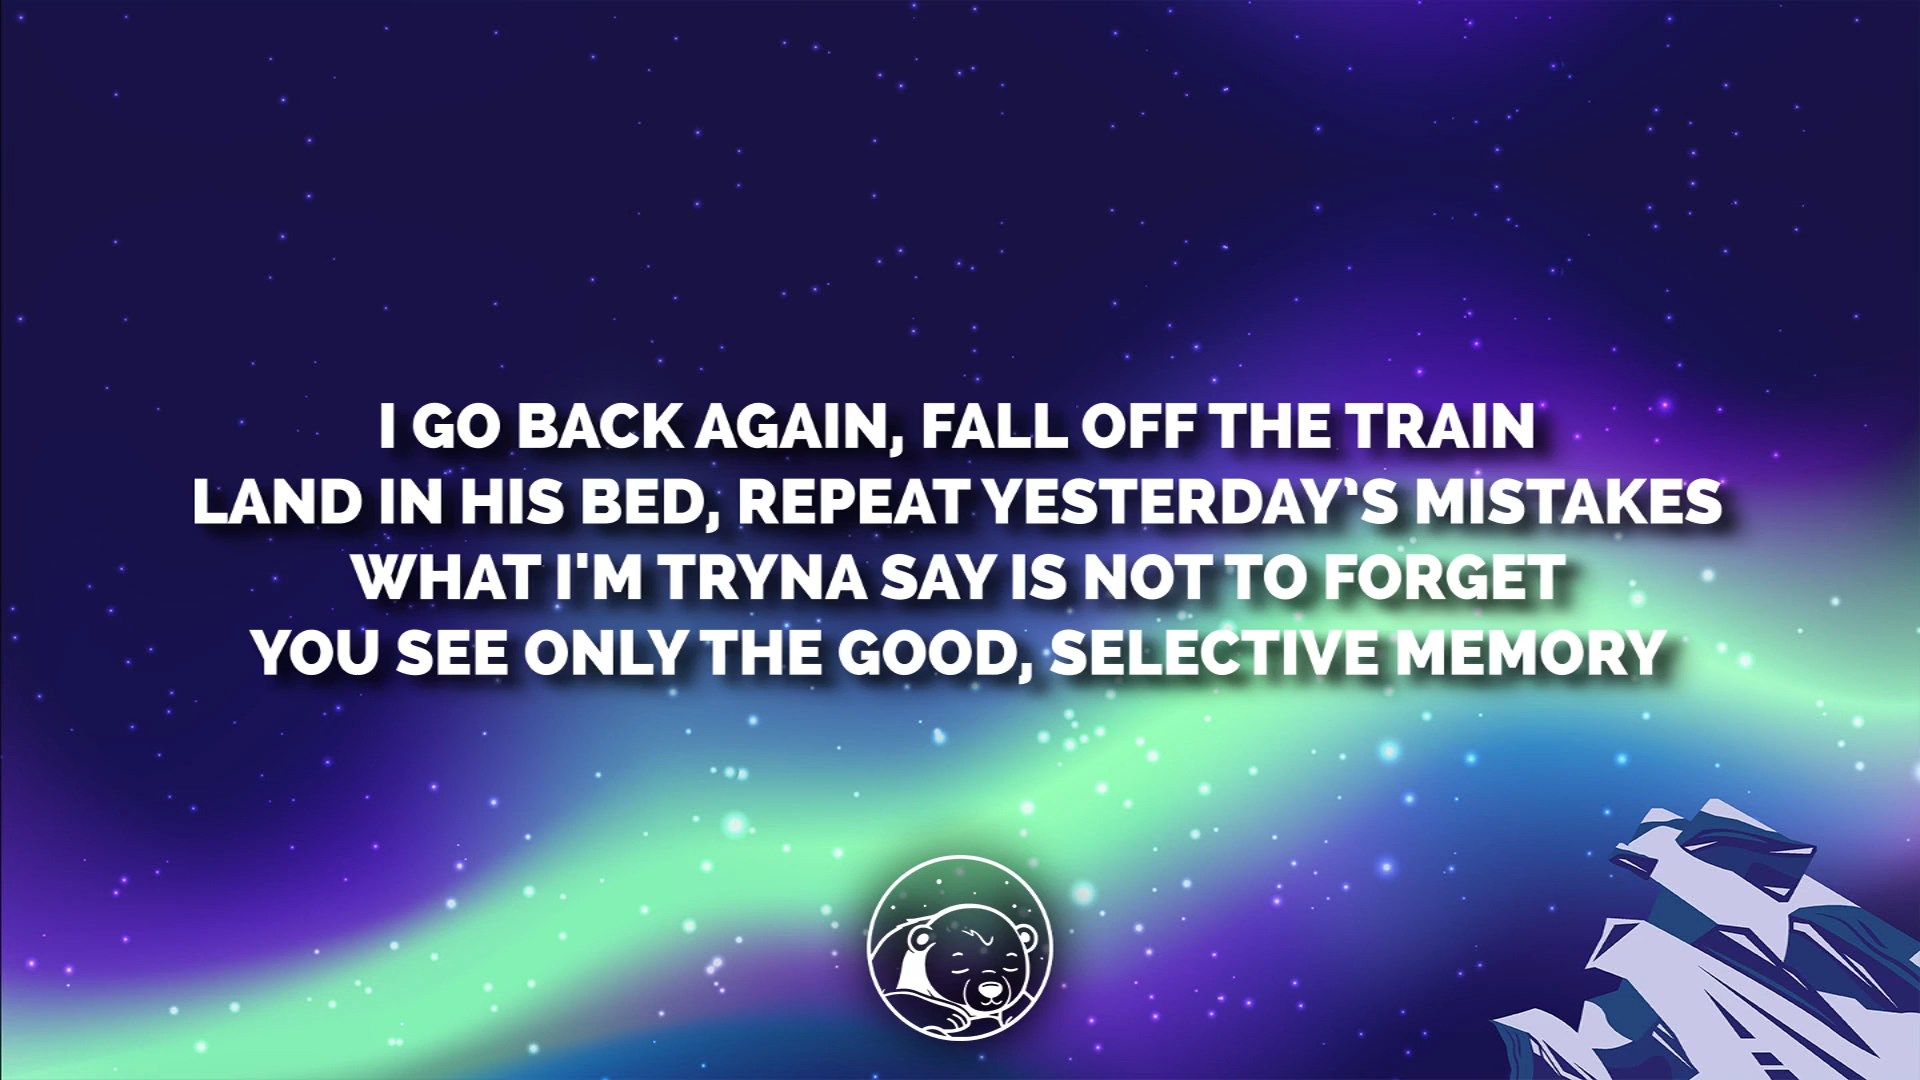 I GO BACK AGAIN, FALL OFF THE TRAIN
LAND IN HIS BED, REPEAT YESTERDAY'S MISTAKES
WHAT I'M TRYNA SAY IS NOT TO FORGET
YOU SEE ONLY THE GOOD, SELECTIVE MEMORY